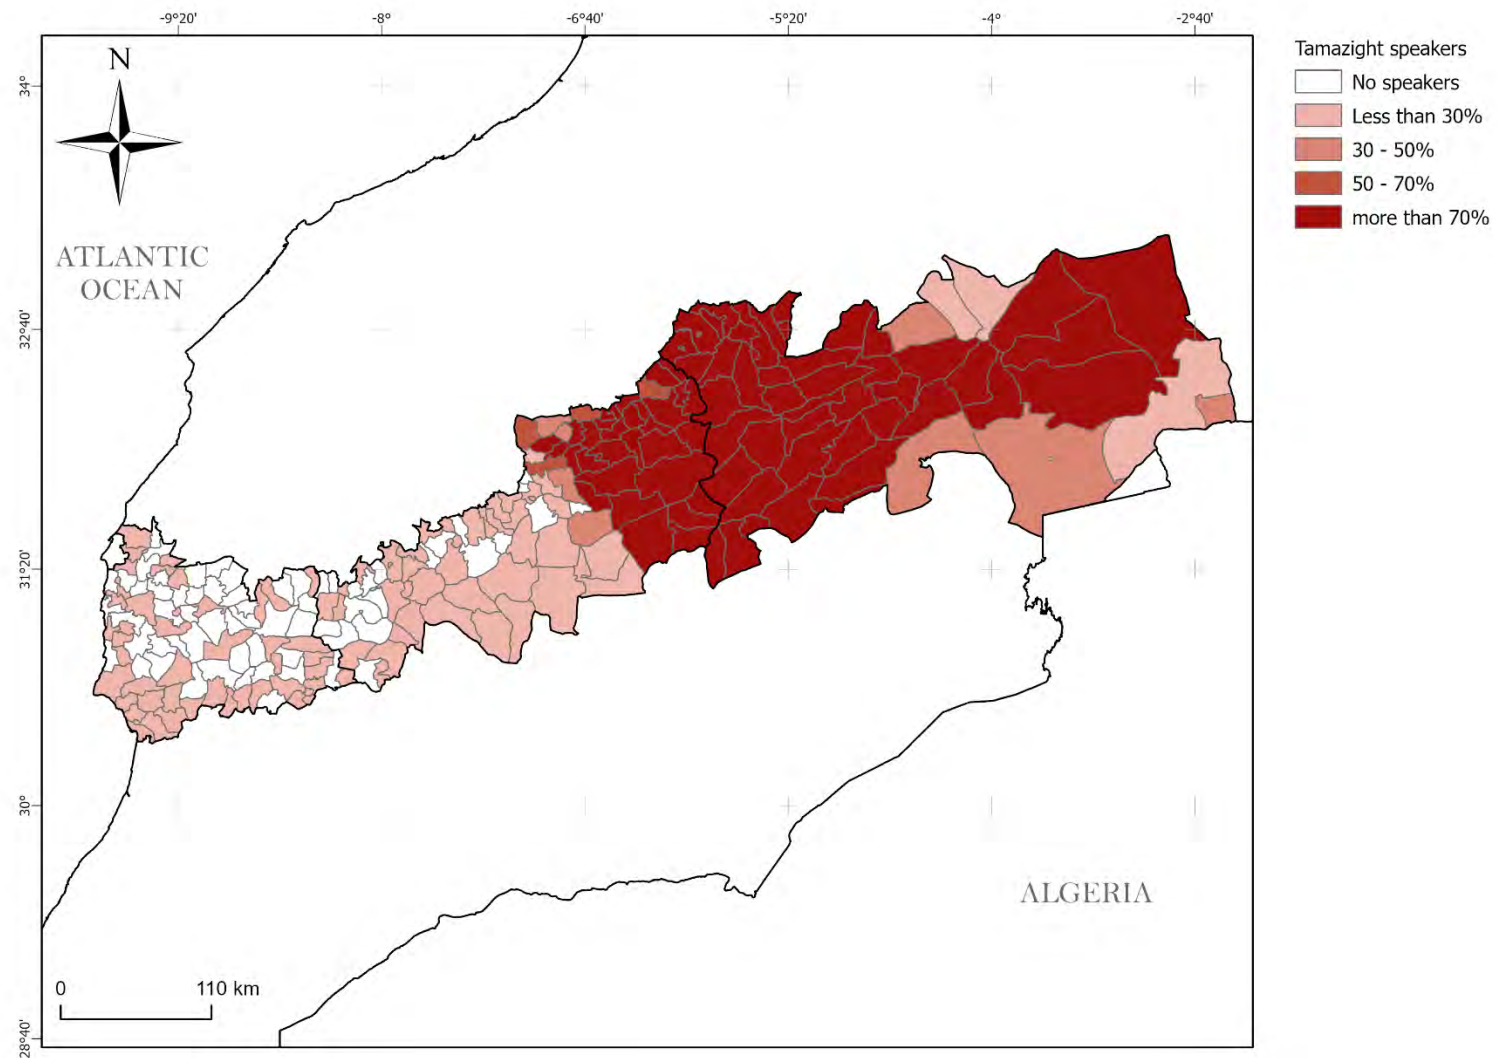 -9°20'
-8°
-6°40'
-5°20'
-4°
-2°40'
34°
32°40'
31°20'
30°
28°40'
N
ATLANTIC
OCEAN
ALGERIA
0
110 km
Tamazight speakers
No speakers
Less than 30%
30 - 50%
50 - 70%
more than 70%